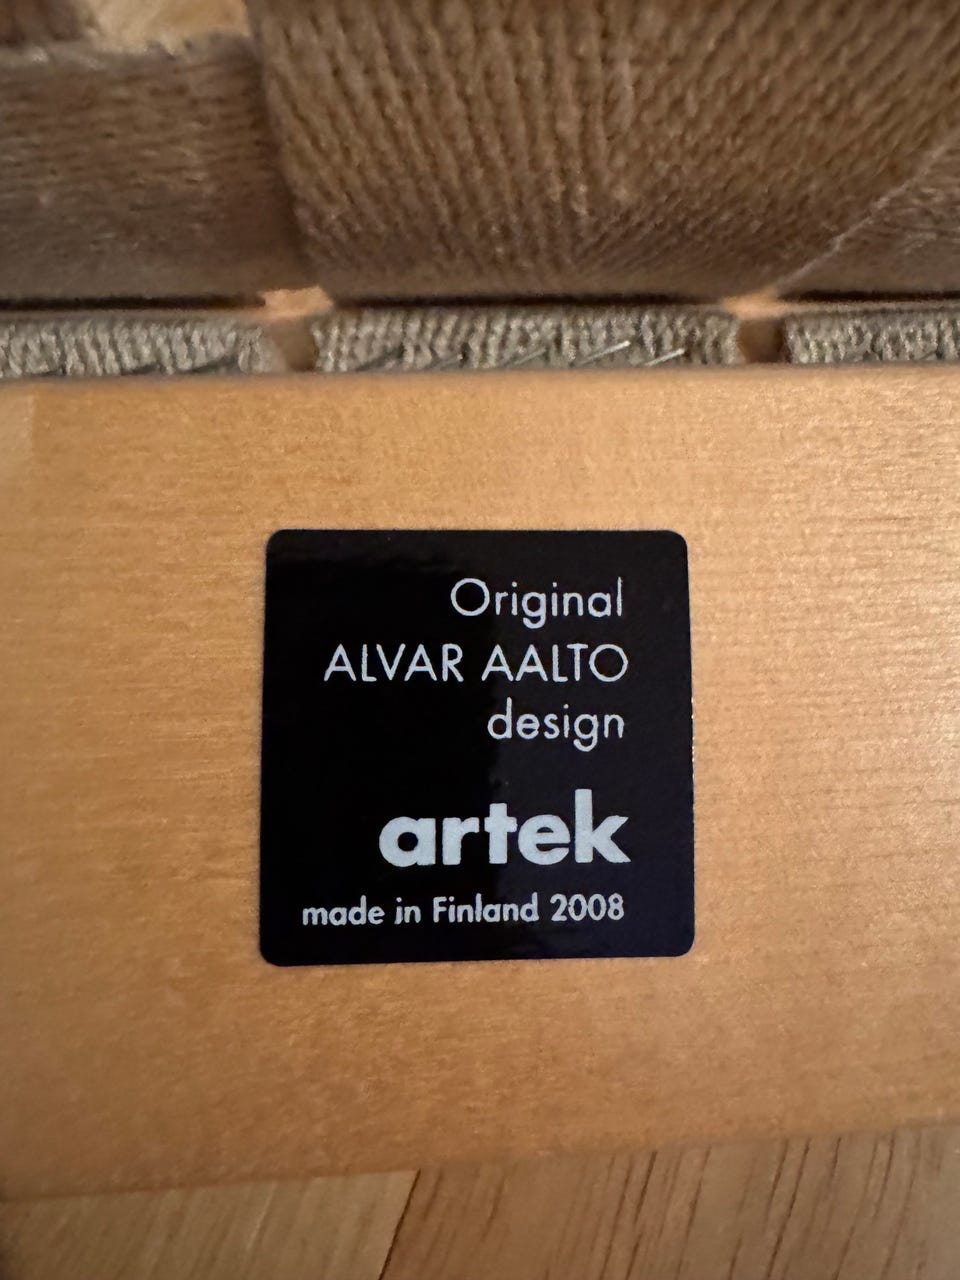 Original
ALVAR AALTO
design
artek
made in Finland 2008